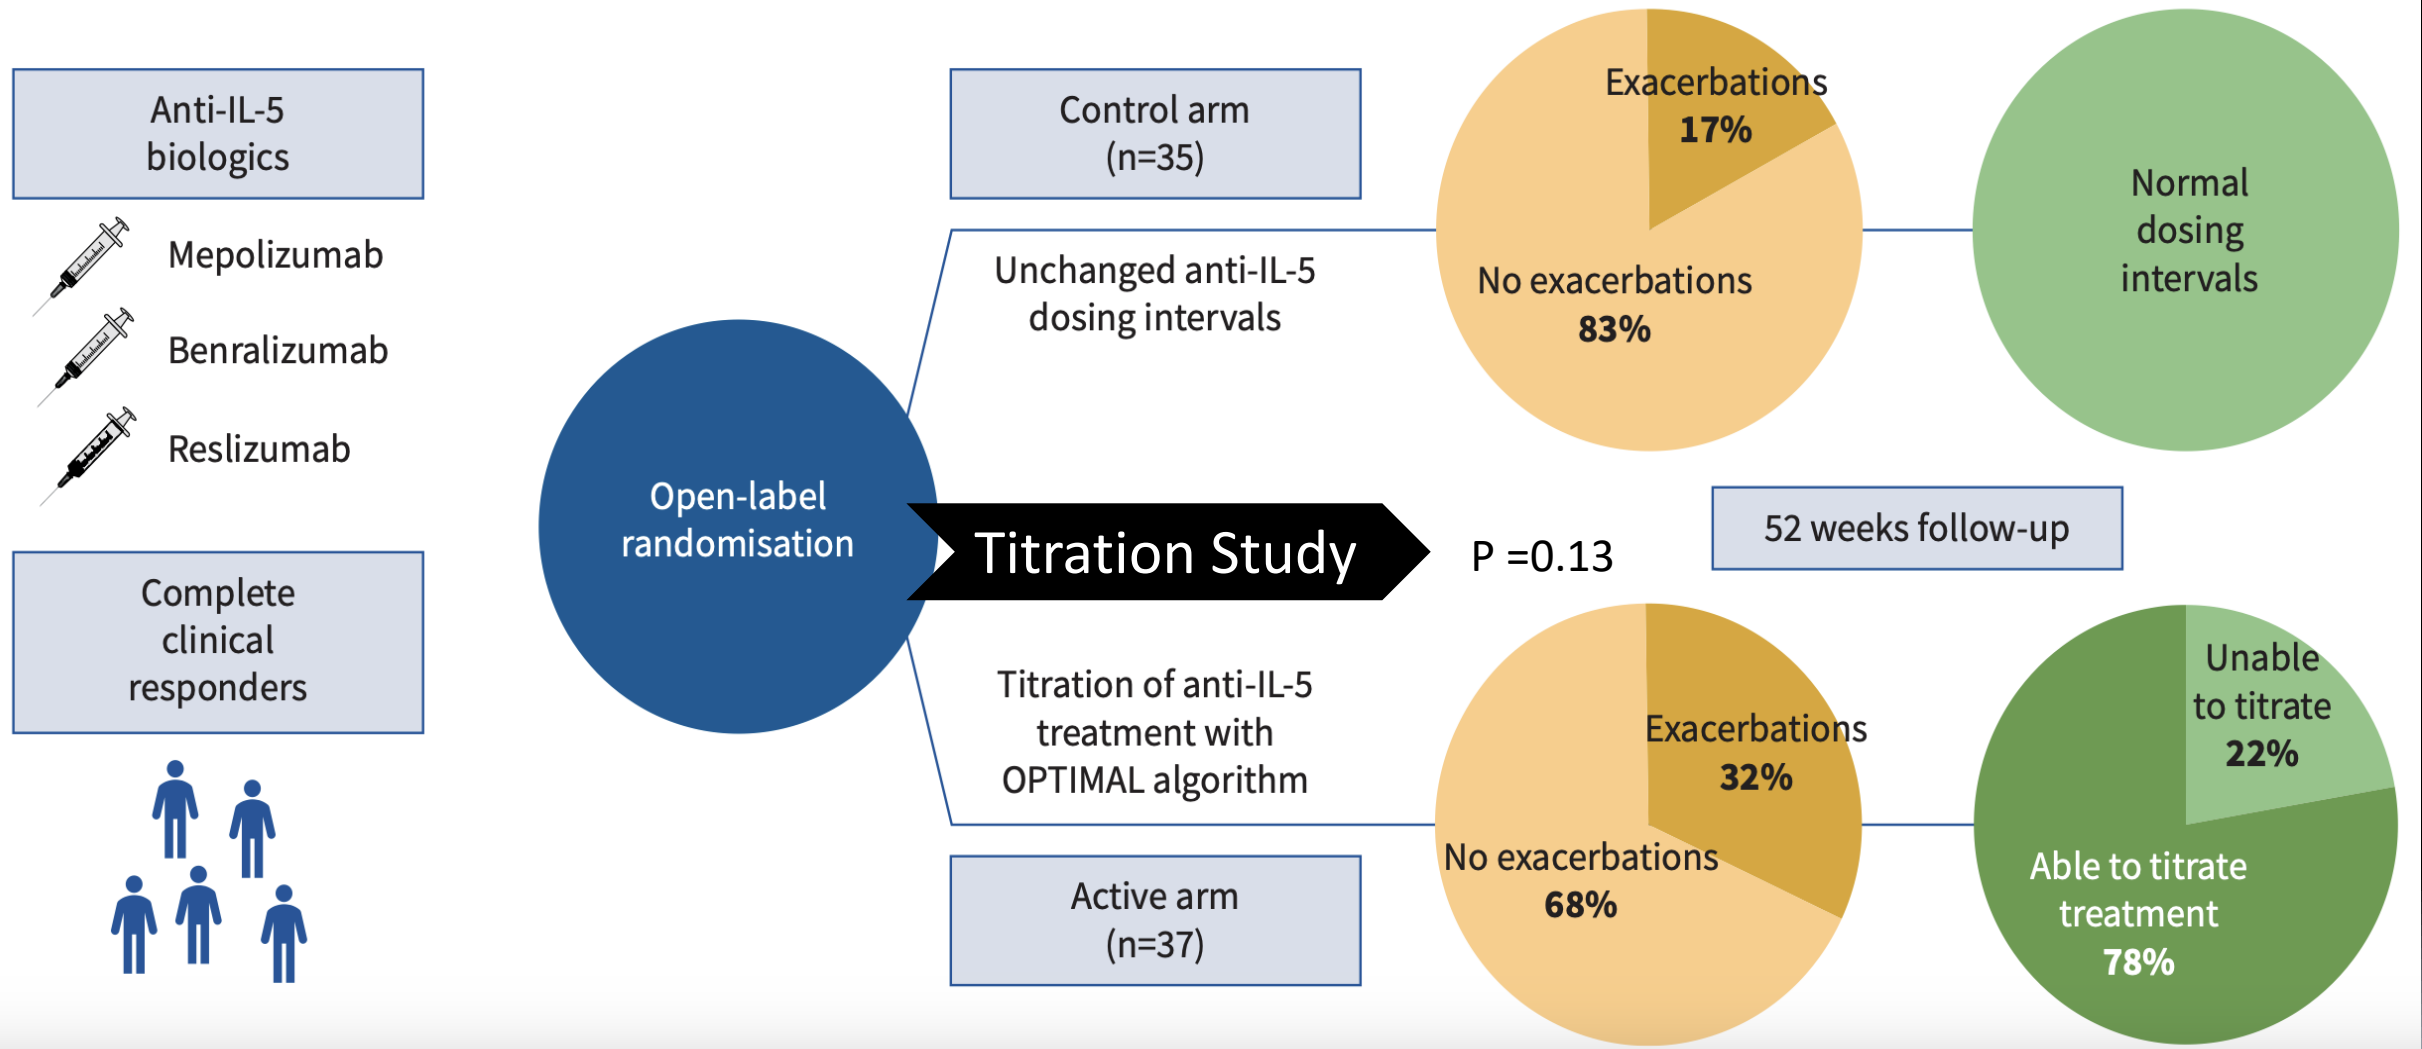 Anti-IL-5
biologics
Mepolizumab
Benralizumab
Reslizumab
Complete
clinical
responders
Open-label
randomisation
Control arm
(n=35)
Unchanged anti-IL-5
dosing intervals
Exacerbations
17%
No exacerbations
83%
Normal
dosing
intervals
Titration Study
P =0.13
52 weeks follow-up
Titration of anti-IL-5
treatment with
OPTIMAL algorithm
Active arm
(n=37)
Exacerbations
32%
No exacerbations
68%
Unable
to titrate
22%
Able to titrate
treatment
78%